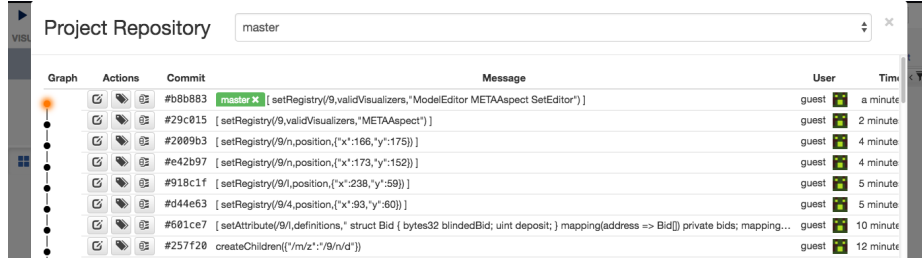 Project Repository master ×
VISU
Graph Actions Commit Message User Time
#b8b883 master × [ setRegistry(/9,validVisualizers,"ModelEditor METAAspect SetEditor") ] guest a minute
#29c015 [ setRegistry(/9,validVisualizers,"METAAspect") ] guest 2 minute
#2009b3 [ setRegistry(/9/n,position,{"x":166,"y":175}) ] guest 4 minute
#e42b97 [ setRegistry(/9/n,position,{"x":173,"y":152}) ] guest 4 minute
#918c1f [ setRegistry(/9/I,position,{"x":238,"y":59}) ] guest 5 minute
#d44e63 [ setRegistry(/9/4,position,{"x":93,"y":60}) ] guest 5 minute
#601ce7 [ setAttribute(/9/I,definitions," struct Bid { bytes32 blindedBid; uint deposit; } mapping(address => Bid[]) private bids; mapping... guest 10 minute
#257f20 createChildren({"/m/z":"/9/n/d"}) guest 12 minute